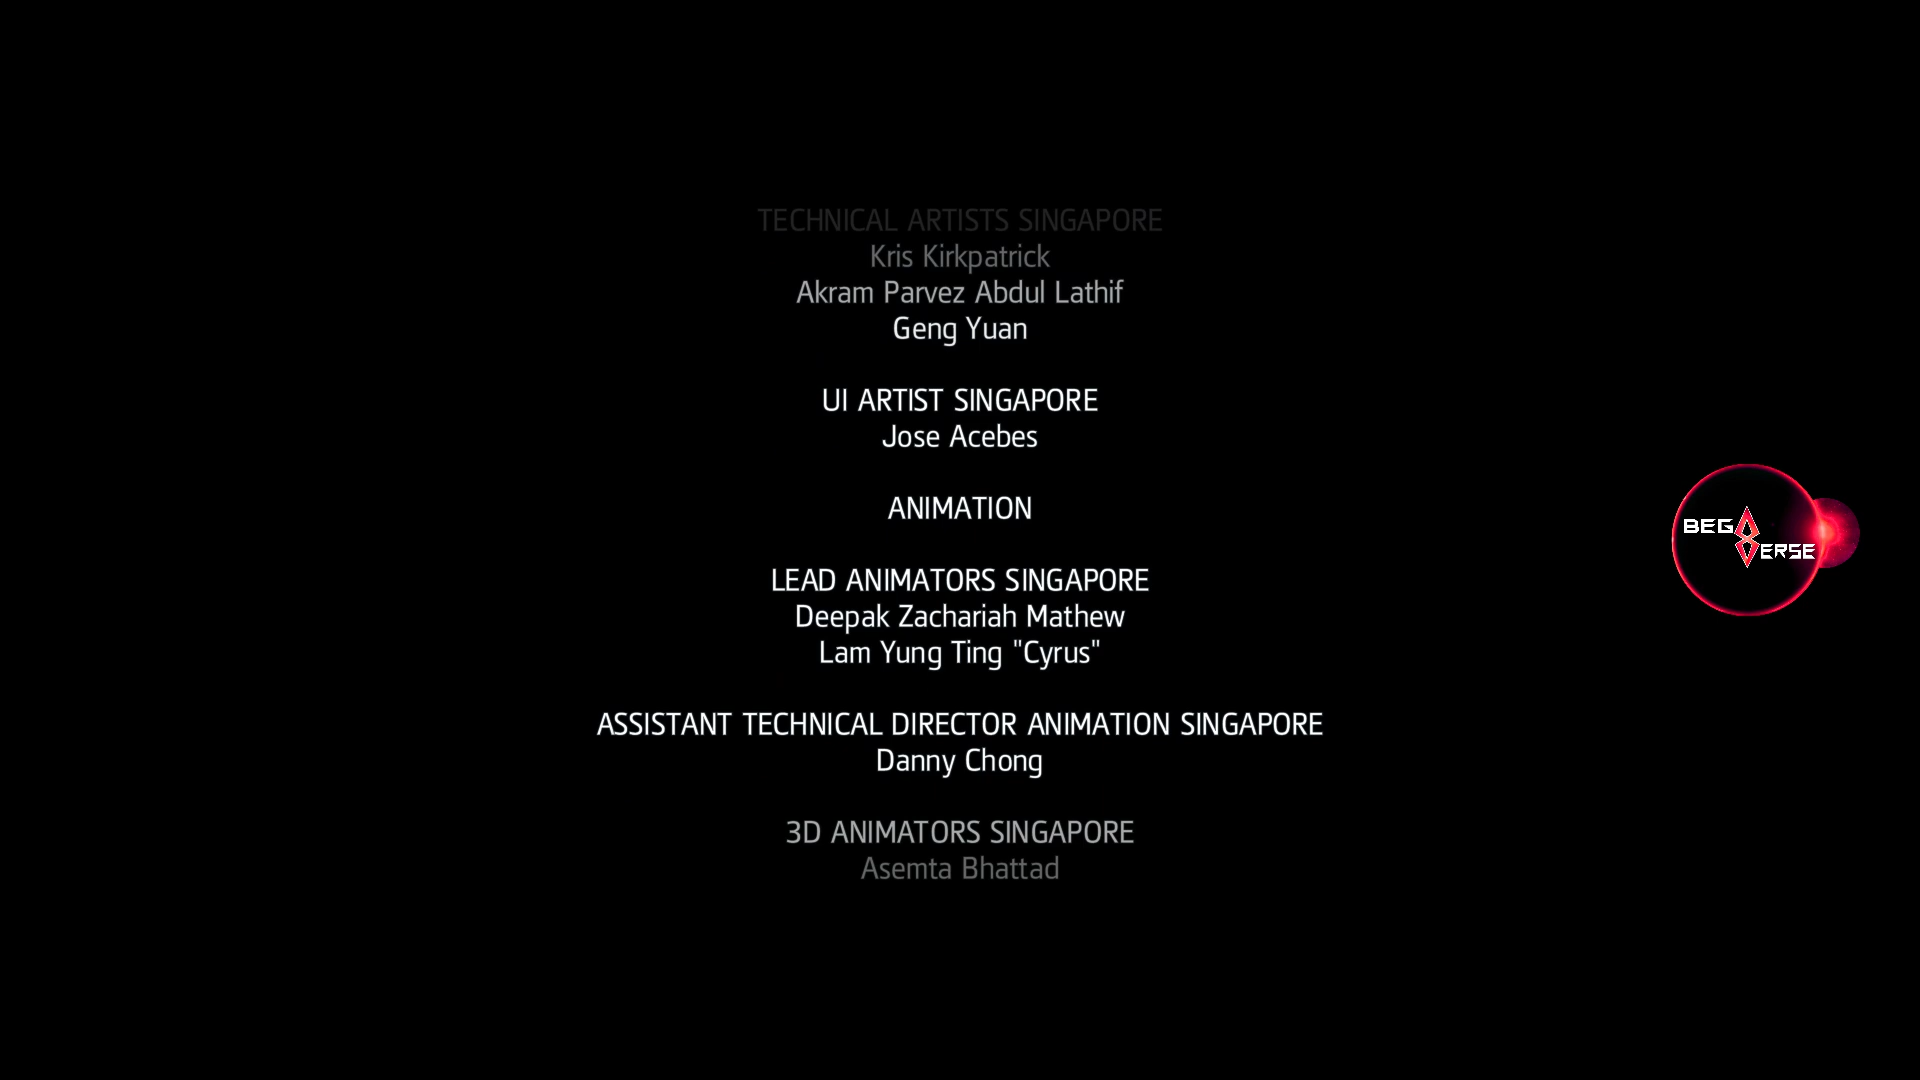 TECHNICAL ARTISTS SINGAPORE
Kris Kirkpatrick
Akram Parvez Abdul Lathif
Geng Yuan
UI ARTIST SINGAPORE
Jose Acebes
ANIMATION
LEAD ANIMATORS SINGAPORE
Deepak Zachariah Mathew
Lam Yung Ting "Cyrus"
ASSISTANT TECHNICAL DIRECTOR ANIMATION SINGAPORE
Danny Chong
3D ANIMATORS SINGAPORE
Asemta Bhattad
BEGA
VERSE